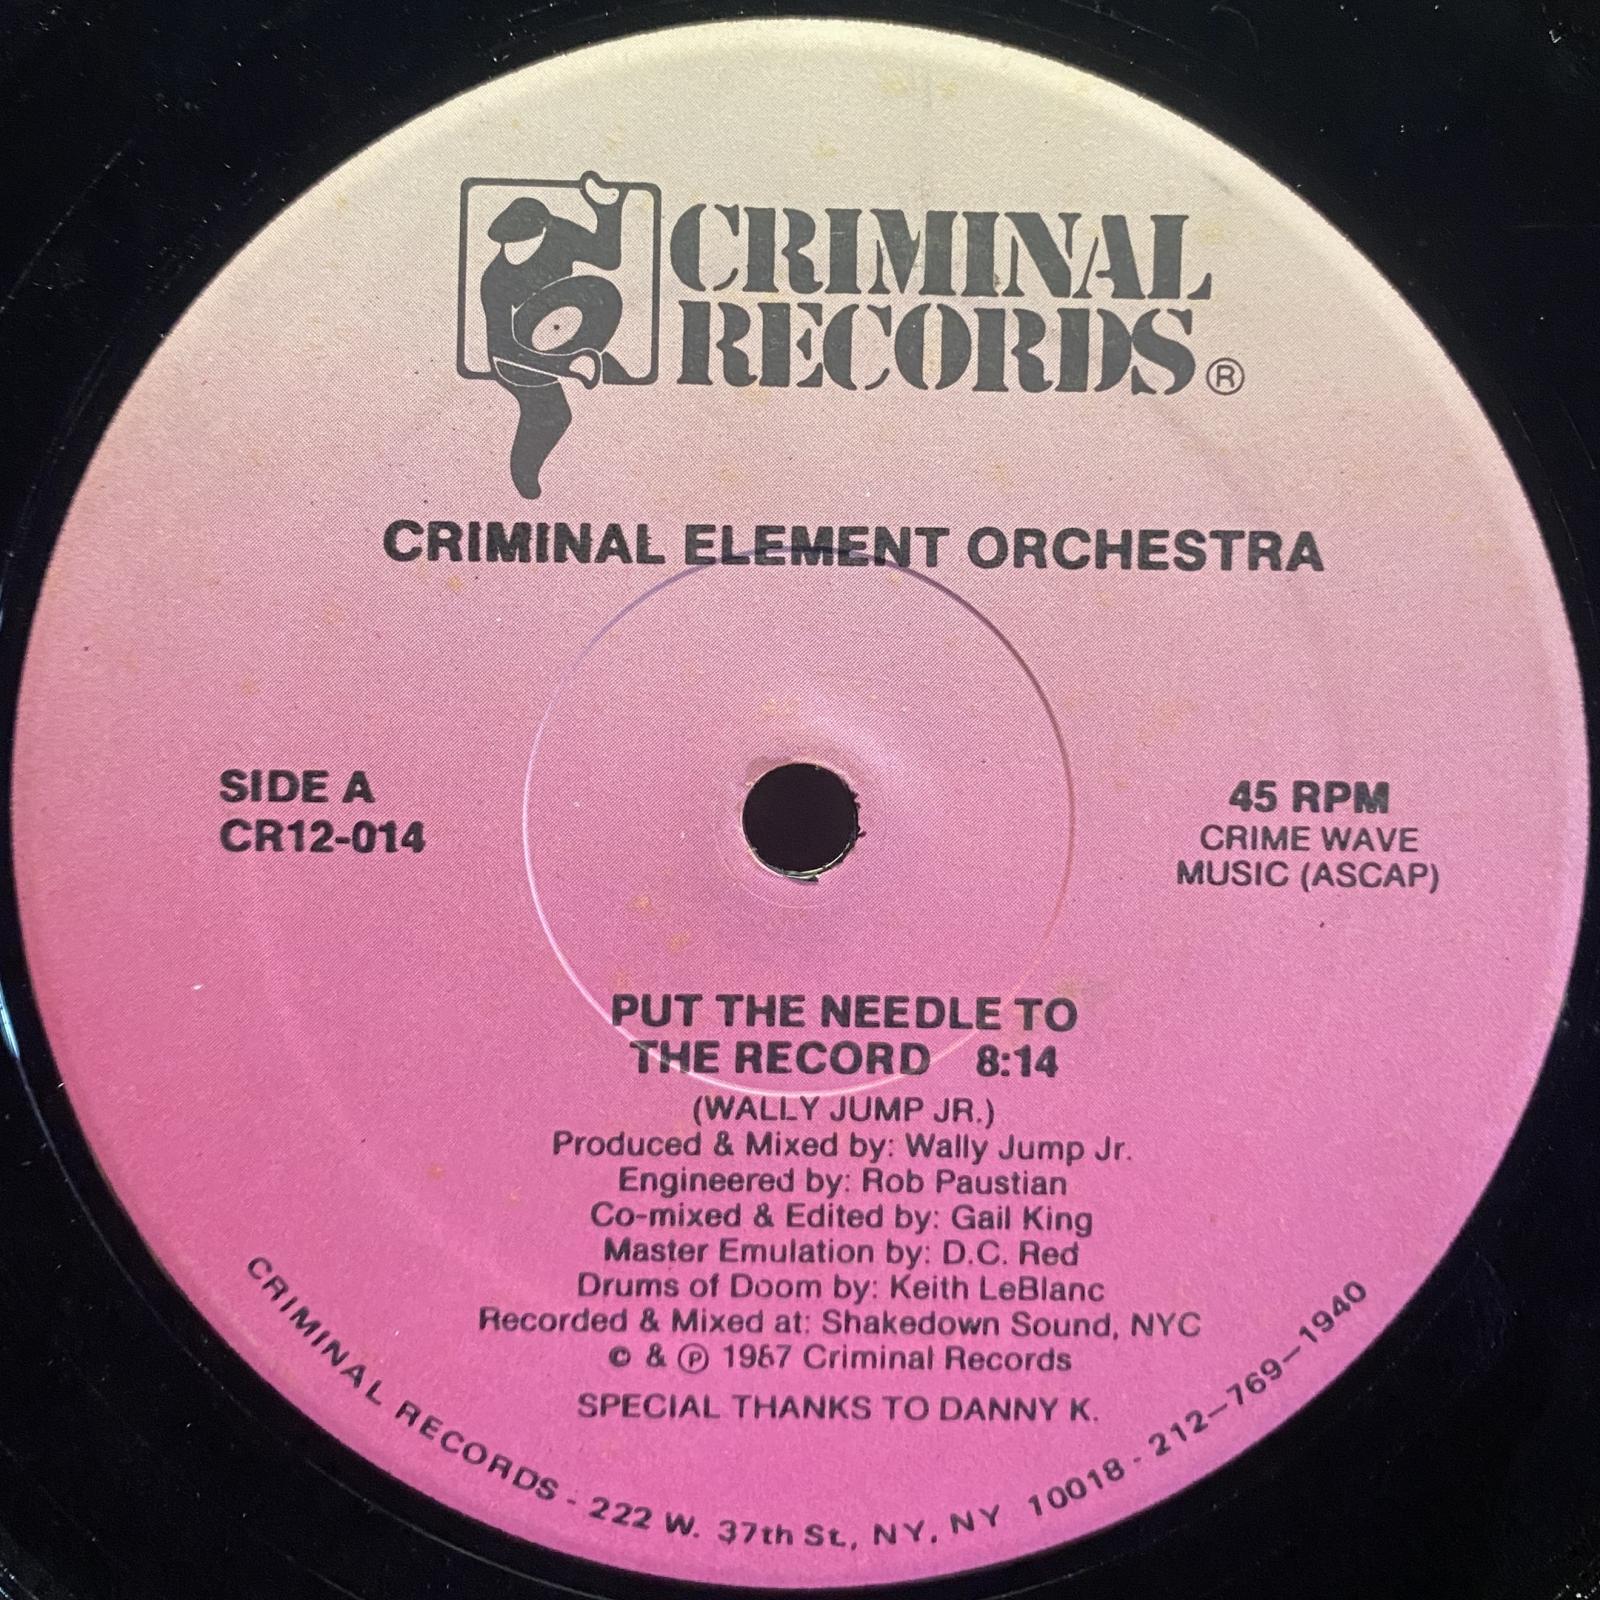 CRIMINAL
RECORDS®
CRIMINAL ELEMENT ORCHESTRA
SIDE A
CR12-014
45 RPM
CRIME WAVE
MUSIC (ASCAP)
PUT THE NEEDLE TO
THE RECORD 8:14
(WALLY JUMP JR.)
Produced & Mixed by: Wally Jump Jr.
Engineered by: Rob Paustian
Co-mixed & Edited by: Gail King
Master Emulation by: D.C. Red
Drums of Doom by: Keith LeBlanc
Recorded & Mixed at: Shakedown Sound, NYC
© & ℗ 1987 Criminal Records
SPECIAL THANKS TO DANNY K.
CRIMINAL RECORDS - 222 W. 37th St., NY, NY 10018 - 212-769-1940